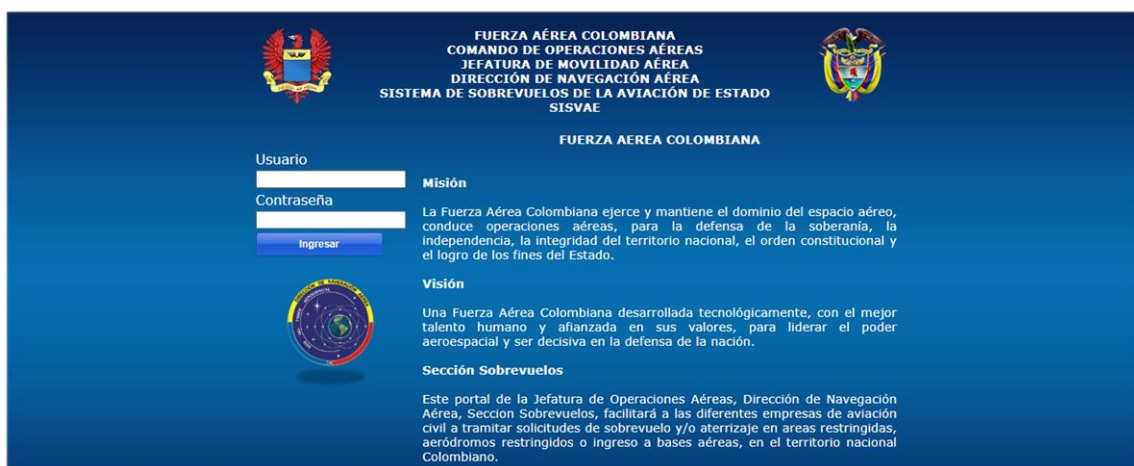 FUERZA AÉREA COLOMBIANA
COMANDO DE OPERACIONES AÉREAS
JEFATURA DE MOVILIDAD AÉREA
DIRECCIÓN DE NAVEGACIÓN AÉREA
SISTEMA DE SOBREVUELOS DE LA AVIACIÓN DE ESTADO
SISVAE
FUERZA AEREA COLOMBIANA
Usuario
Contraseña
Ingresar
DIRECCIÓN DE NAVEGACIÓN AÉREA
Misión
La Fuerza Aérea Colombiana ejerce y mantiene el dominio del espacio aéreo,
conduce operaciones aéreas, para la defensa de la soberanía, la
independencia, la integridad del territorio nacional, el orden constitucional y
el logro de los fines del Estado.
Visión
Una Fuerza Aérea Colombiana desarrollada tecnológicamente, con el mejor
talento humano y afianzada en sus valores, para liderar el poder
aeroespacial y ser decisiva en la defensa de la nación.
Sección Sobrevuelos
Este portal de la Jefatura de Operaciones Aéreas, Dirección de Navegación
Aérea, Seccion Sobrevuelos, facilitará a las diferentes empresas de aviación
civil a tramitar solicitudes de sobrevuelo y/o aterrizaje en areas restringidas,
aeródromos restringidos o ingreso a bases aéreas, en el territorio nacional
Colombiano.